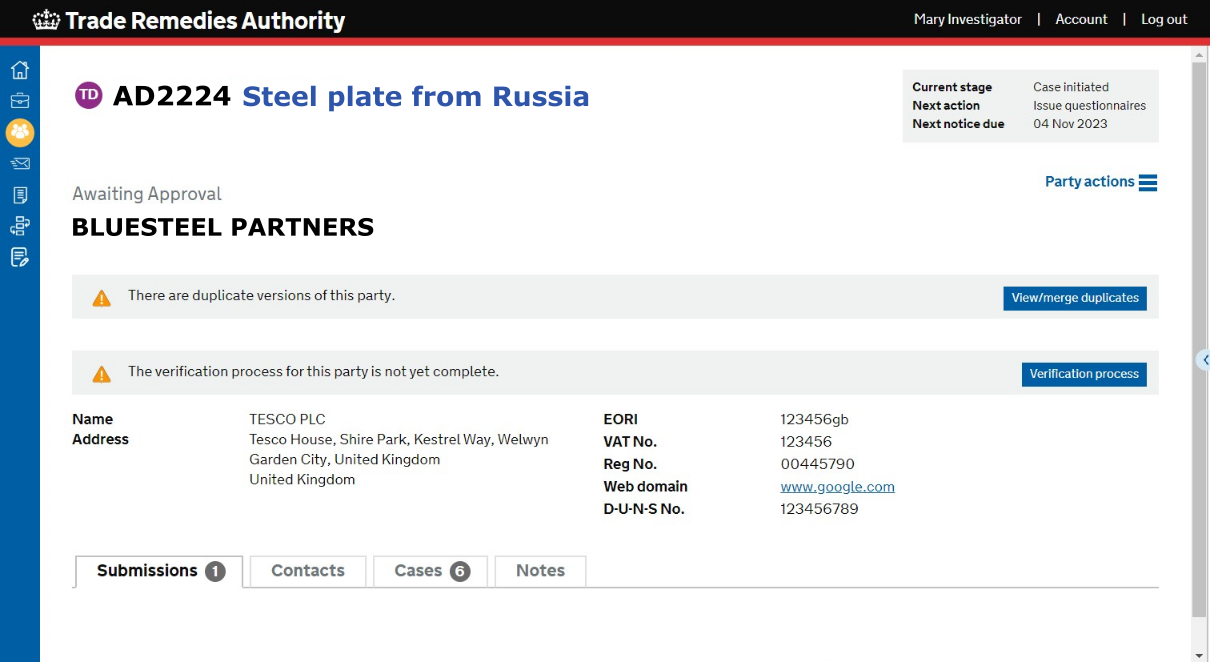 Trade Remedies Authority
Mary Investigator | Account | Log out
TD AD2224 Steel plate from Russia
Current stage Case initiated
Next action Issue questionnaires
Next notice due 04 Nov 2023
Party actions
Awaiting Approval
BLUESTEEL PARTNERS
There are duplicate versions of this party.
View/merge duplicates
The verification process for this party is not yet complete.
Verification process
Name TESCO PLC
Address Tesco House, Shire Park, Kestrel Way, Welwyn
Garden City, United Kingdom
United Kingdom
EORI 123456gb
VAT No. 123456
Reg No. 00445790
Web domain www.google.com
D-U-N-S No. 123456789
Submissions 1 Contacts Cases 6 Notes